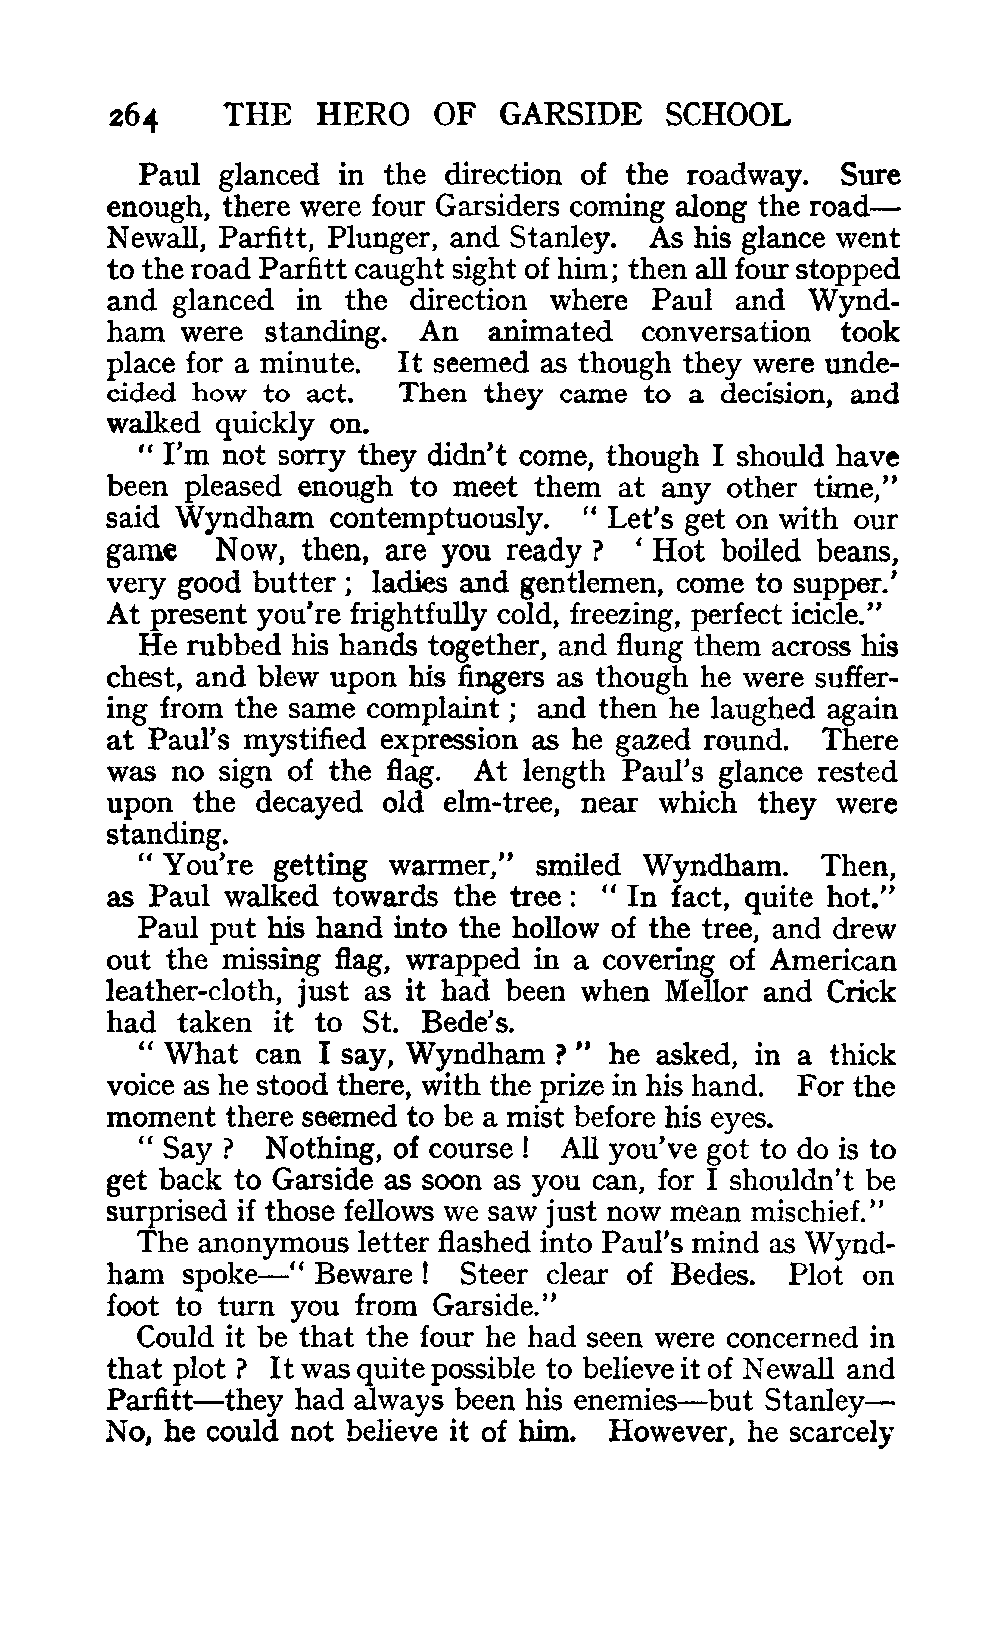 264 THE HERO OF GARSIDE SCHOOL
Paul glanced in the direction of the roadway. Sure
enough, there were four Garsiders coming along the road—
Newall, Parfitt, Plunger, and Stanley. As his glance went
to the road Parfitt caught sight of him; then all four stopped
and glanced in the direction where Paul and Wynd-
ham were standing. An animated conversation took
place for a minute. It seemed as though they were unde-
cided how to act. Then they came to a decision, and
walked quickly on.
" I'm not sorry they didn't come, though I should have
been pleased enough to meet them at any other time,"
said Wyndham contemptuously. " Let's get on with our
game Now, then, are you ready ? ' Hot boiled beans,
very good butter ; ladies and gentlemen, come to supper.'
At present you're frightfully cold, freezing, perfect icicle."
He rubbed his hands together, and flung them across his
chest, and blew upon his fingers as though he were suffer-
ing from the same complaint ; and then he laughed again
at Paul's mystified expression as he gazed round. There
was no sign of the flag. At length Paul's glance rested
upon the decayed old elm-tree, near which they were
standing.
" You're getting warmer," smiled Wyndham. Then,
as Paul walked towards the tree : " In fact, quite hot."
Paul put his hand into the hollow of the tree, and drew
out the missing flag, wrapped in a covering of American
leather-cloth, just as it had been when Mellor and Crick
had taken it to St. Bede's.
" What can I say, Wyndham ? " he asked, in a thick
voice as he stood there, with the prize in his hand. For the
moment there seemed to be a mist before his eyes.
" Say ? Nothing, of course ! All you've got to do is to
get back to Garside as soon as you can, for I shouldn't be
surprised if those fellows we saw just now mean mischief."
The anonymous letter flashed into Paul's mind as Wynd-
ham spoke—" Beware ! Steer clear of Bedes. Plot on
foot to turn you from Garside."
Could it be that the four he had seen were concerned in
that plot ? It was quite possible to believe it of Newall and
Parfitt—they had always been his enemies—but Stanley—
No, he could not believe it of him. However, he scarcely